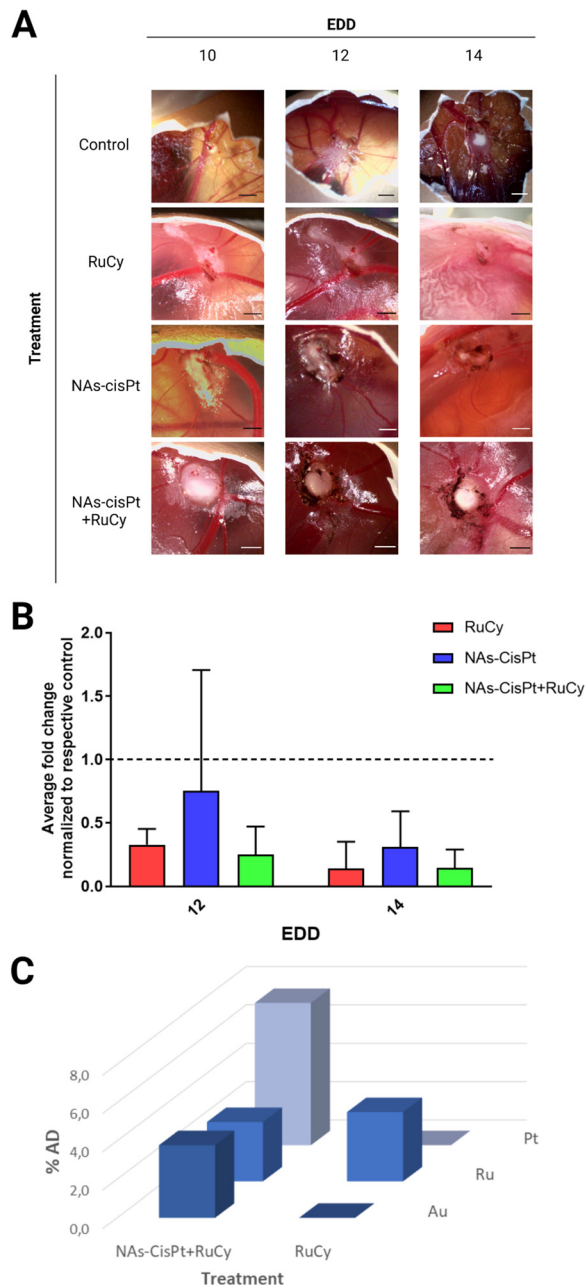 A
EDD
10 12 14
Treatment
Control
RuCy
NAs-cisPt
NAs-cisPt
+RuCy
B
Average fold change
normalized to respective control
2.0
1.5
1.0
0.5
0.0
12 14
EDD
RuCy
NAs-CisPt
NAs-CisPt+RuCy
C
% AD
8,0
6,0
4,0
2,0
0,0
Pt
Ru
Au
NAs-CisPt+RuCy RuCy
Treatment